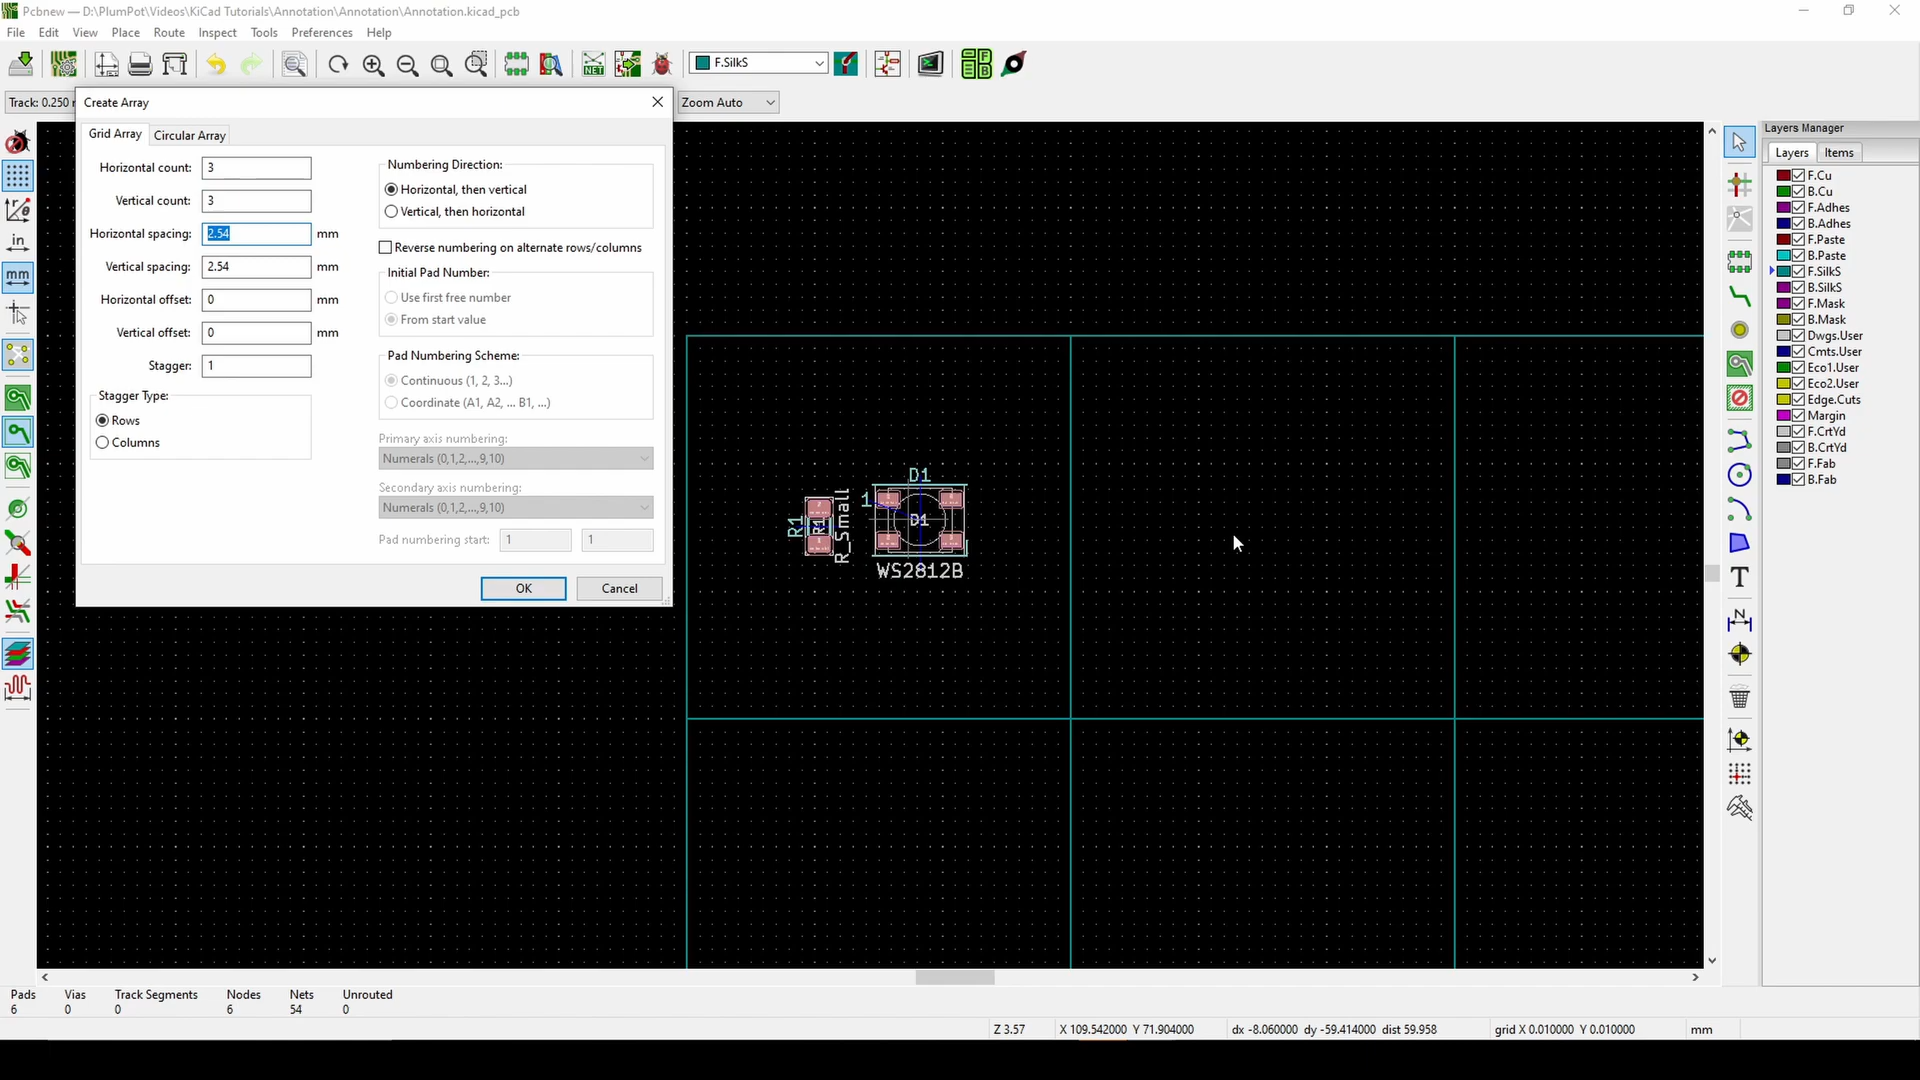 Pcbnew — D:\PlumPot\Videos\KiCad Tutorials\Annotation\Annotation\Annotation.kicad_pcb
File Edit View Place Route Inspect Tools Preferences Help
NET
F.SilkS
Track: 0.250
Zoom Auto
Create Array
Grid Array Circular Array
Horizontal count: 3
Vertical count: 3
Horizontal spacing: 2.54 mm
Vertical spacing: 2.54 mm
Horizontal offset: 0 mm
Vertical offset: 0 mm
Stagger: 1
Stagger Type:
Rows
Columns
Numbering Direction:
Horizontal, then vertical
Vertical, then horizontal
Reverse numbering on alternate rows/columns
Initial Pad Number:
Use first free number
From start value
Pad Numbering Scheme:
Continuous (1, 2, 3...)
Coordinate (A1, A2, ... B1, ...)
Primary axis numbering:
Numerals (0,1,2,...,9,10)
Secondary axis numbering:
Numerals (0,1,2,...,9,10)
Pad numbering start: 1 1
OK Cancel
in
mm
R1
R1
R_Small
D1
1
D1
WS2812B
T
N
Layers Manager
Layers Items
F.Cu
B.Cu
F.Adhes
B.Adhes
F.Paste
B.Paste
F.SilkS
B.SilkS
F.Mask
B.Mask
Dwgs.User
Cmts.User
Eco1.User
Eco2.User
Edge.Cuts
Margin
F.CrtYd
B.CrtYd
F.Fab
B.Fab
Pads Vias Track Segments Nodes Nets Unrouted
6 0 0 6 54 0
Z 3.57 X 109.542000 Y 71.904000 dx -8.060000 dy -59.414000 dist 59.958 grid X 0.010000 Y 0.010000 mm